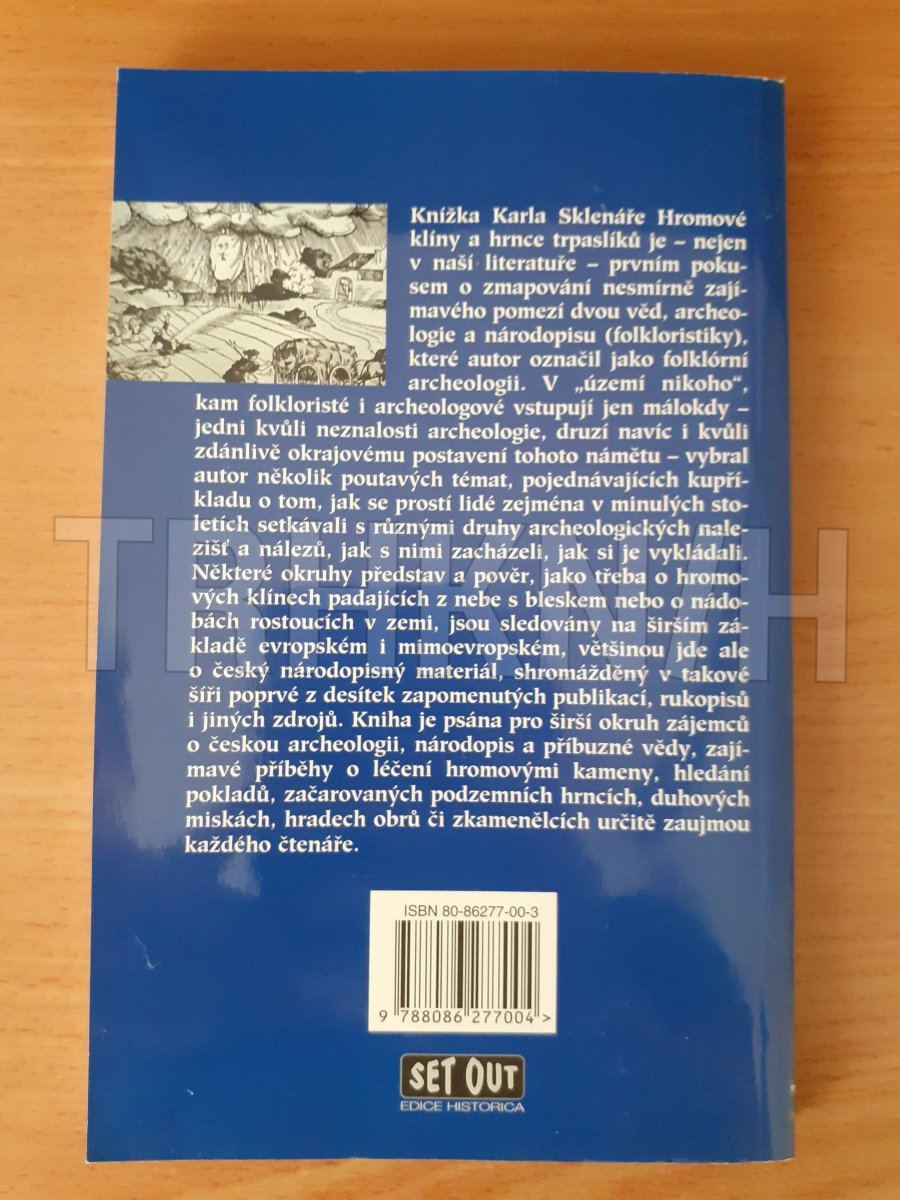 Knížka Karla Sklenáře Hromové
klíny a hrnce trpaslíků je – nejen
v naší literatuře – prvním poku-
sem o zmapování nesmírně zají-
mavého pomezí dvou věd, archeo-
logie a národopisu (folkloristiky),
které autor označil jako folklórní
archeologii. V „území nikoho“,
kam folkloristé i archeologové vstupují jen málokdy –
jedni kvůli neznalosti archeologie, druzí navíc i kvůli
zdánlivě okrajovému postavení tohoto námětu – vybral
autor několik poutavých témat, pojednávajících kupří-
kladu o tom, jak se prostí lidé zejména v minulých sto-
letích setkávali s různými druhy archeologických nale-
zišť a nálezů, jak s nimi zacházeli, jak si je vykládali.
Některé okruhy představ a pověr, jako třeba o hromo-
vých klínech padajících z nebe s bleskem nebo o nádo-
bách rostoucích v zemi, jsou sledovány na širším zá-
kladě evropském i mimoevropském, většinou jde ale
o český národopisný materiál, shromážděný v takové
šíři poprvé z desítek zapomenutých publikací, rukopisů
i jiných zdrojů. Kniha je psána pro širší okruh zájemců
o českou archeologii, národopis a příbuzné vědy, zají-
mavé příběhy o léčení hromovými kameny, hledání
pokladů, začarovaných podzemních hrncích, duhových
miskách, hradech obrů či zkamenělcích určitě zaujmou
každého čtenáře.
ISBN 80-86277-00-3
9 788086 277004 >
SET OUT
EDICE HISTORICA